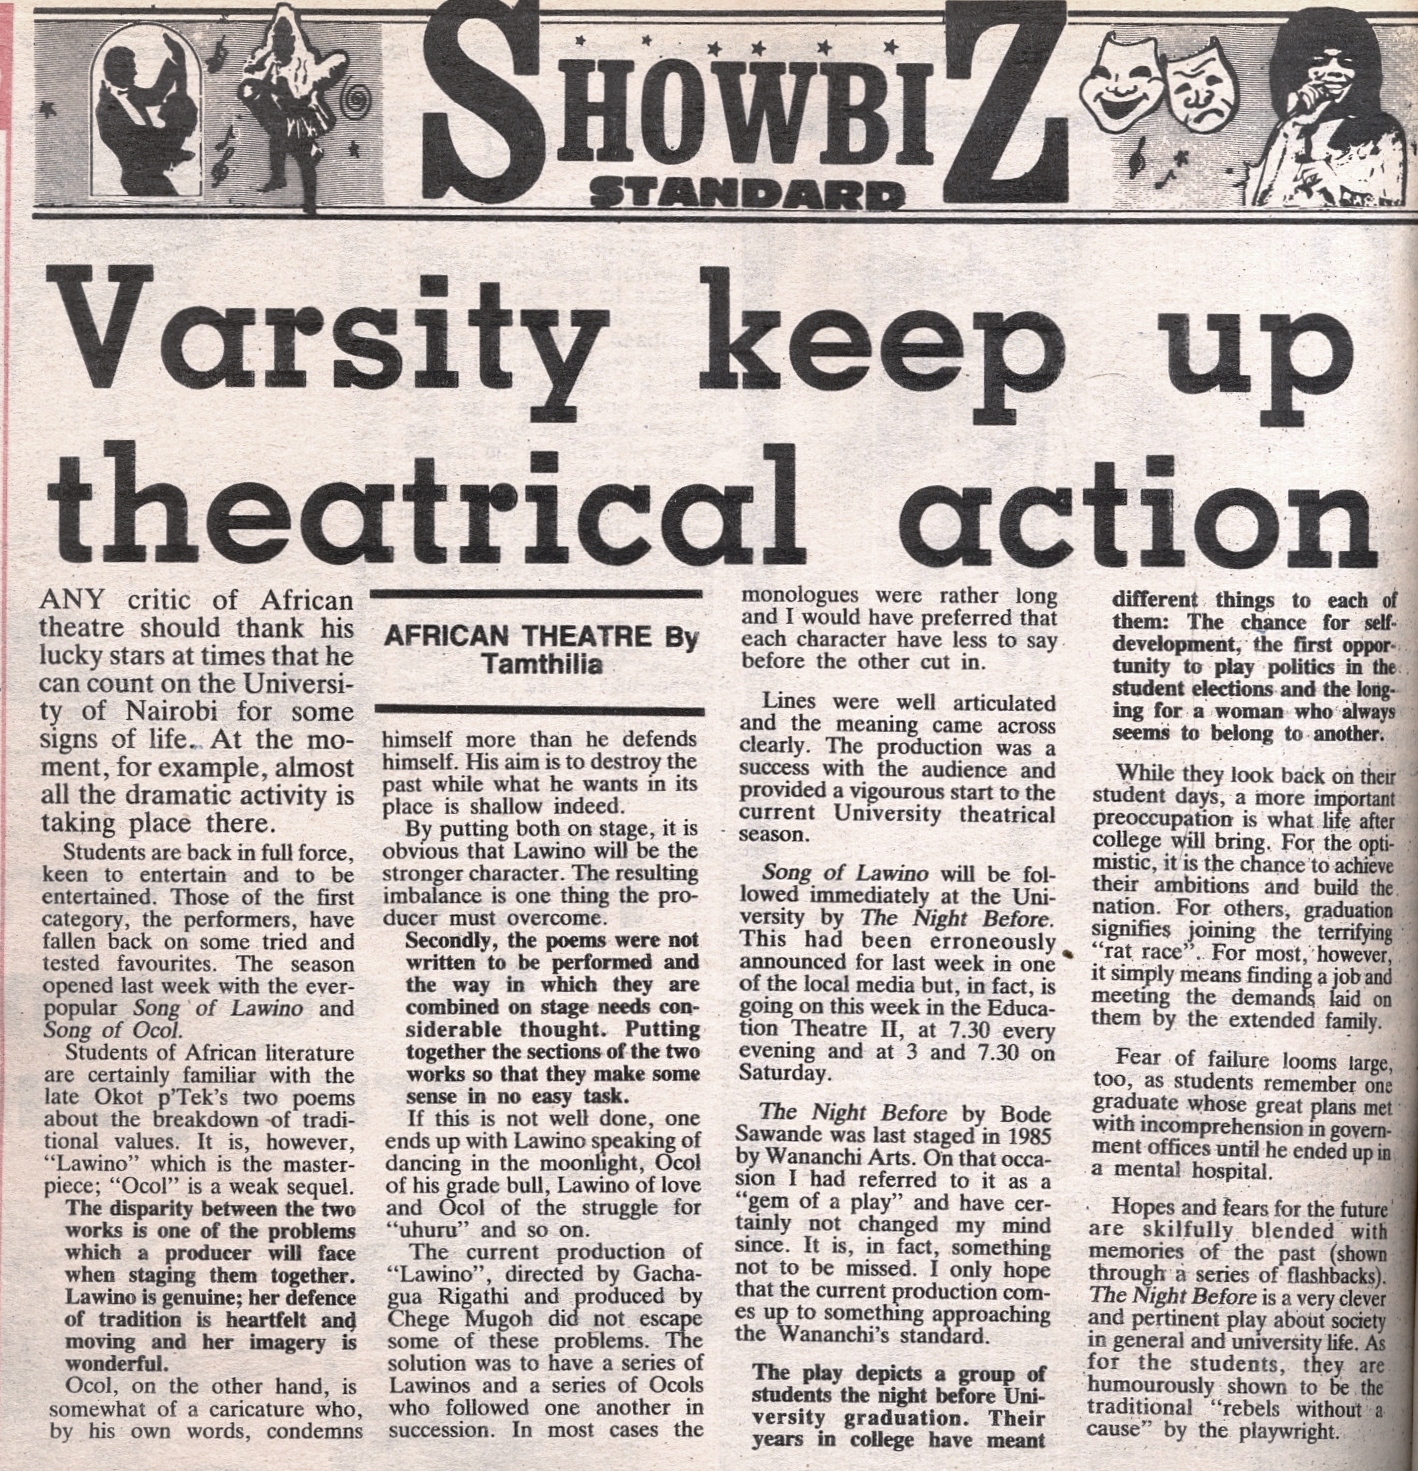 SHOWBIZ
STANDARD
Varsity keep up
theatrical action
ANY critic of African
theatre should thank his
lucky stars at times that he
can count on the Universi-
ty of Nairobi for some
signs of life. At the mo-
ment, for example, almost
all the dramatic activity is
taking place there.
Students are back in full force,
keen to entertain and to be
entertained. Those of the first
category, the performers, have
fallen back on some tried and
tested favourites. The season
opened last week with the ever-
popular Song of Lawino and
Song of Ocol.
Students of African literature
are certainly familiar with the
late Okot p'Tek's two poems
about the breakdown of tradi-
tional values. It is, however,
“Lawino” which is the master-
piece; “Ocol” is a weak sequel.
The disparity between the two
works is one of the problems
which a producer will face
when staging them together.
Lawino is genuine; her defence
of tradition is heartfelt and
moving and her imagery is
wonderful.
Ocol, on the other hand, is
somewhat of a caricature who,
by his own words, condemns
AFRICAN THEATRE By
Tamthilia
himself more than he defends
himself. His aim is to destroy the
past while what he wants in its
place is shallow indeed.
By putting both on stage, it is
obvious that Lawino will be the
stronger character. The resulting
imbalance is one thing the pro-
ducer must overcome.
Secondly, the poems were not
written to be performed and
the way in which they are
combined on stage needs con-
siderable thought. Putting
together the sections of the two
works so that they make some
sense in no easy task.
If this is not well done, one
ends up with Lawino speaking of
dancing in the moonlight, Ocol
of his grade bull, Lawino of love
and Ocol of the struggle for
“uhuru” and so on.
The current production of
“Lawino”, directed by Gacha-
gua Rigathi and produced by
Chege Mugoh did not escape
some of these problems. The
solution was to have a series of
Lawinos and a series of Ocols
who followed one another in
succession. In most cases the
monologues were rather long
and I would have preferred that
each character have less to say
before the other cut in.
Lines were well articulated
and the meaning came across
clearly. The production was a
success with the audience and
provided a vigourous start to the
current University theatrical
season.
Song of Lawino will be fol-
lowed immediately at the Uni-
versity by The Night Before.
This had been erroneously
announced for last week in one
of the local media but, in fact, is
going on this week in the Educa-
tion Theatre II, at 7.30 every
evening and at 3 and 7.30 on
Saturday.
The Night Before by Bode
Sawande was last staged in 1985
by Wananchi Arts. On that occa-
sion I had referred to it as a
“gem of a play” and have cer-
tainly not changed my mind
since. It is, in fact, something
not to be missed. I only hope
that the current production com-
es up to something approaching
the Wananchi's standard.
The play depicts a group of
students the night before Uni-
versity graduation. Their
years in college have meant
different things to each of
them: The chance for self-
development, the first oppor-
tunity to play politics in the
student elections and the long-
ing for a woman who always
seems to belong to another.
While they look back on their
student days, a more important
preoccupation is what life after
college will bring. For the opti-
mistic, it is the chance to achieve
their ambitions and build the
nation. For others, graduation
signifies joining the terrifying
“rat race”. For most, however,
it simply means finding a job and
meeting the demands laid on
them by the extended family.
Fear of failure looms large,
too, as students remember one
graduate whose great plans met
with incomprehension in govern-
ment offices until he ended up in
a mental hospital.
Hopes and fears for the future
are skilfully blended with
memories of the past (shown
through a series of flashbacks).
The Night Before is a very clever
and pertinent play about society
in general and university life. As
for the students, they are
humourously shown to be the
traditional “rebels without a
cause” by the playwright.